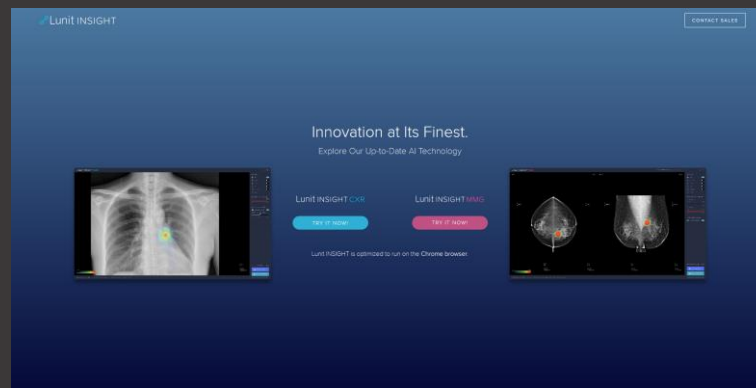 Lunit INSIGHT
CONTACT SALES
Innovation at Its Finest.
Explore Our Up-to-Date AI Technology
Lunit INSIGHT CXR
Lunit INSIGHT MMG
TRY IT NOW!
TRY IT NOW!
Lunit INSIGHT is optimized to run on the Chrome browser.